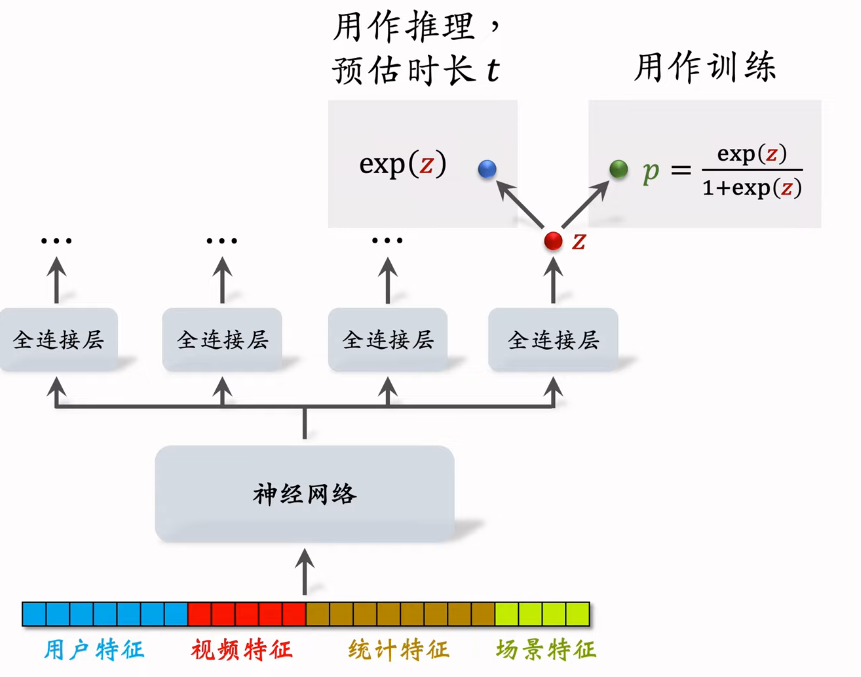 用作推理，
预估时长 t
用作训练
exp(z)
p = exp(z) / 1+exp(z)
z
... ... ...
全连接层 全连接层 全连接层 全连接层
神经网络
用户特征 视频特征 统计特征 场景特征